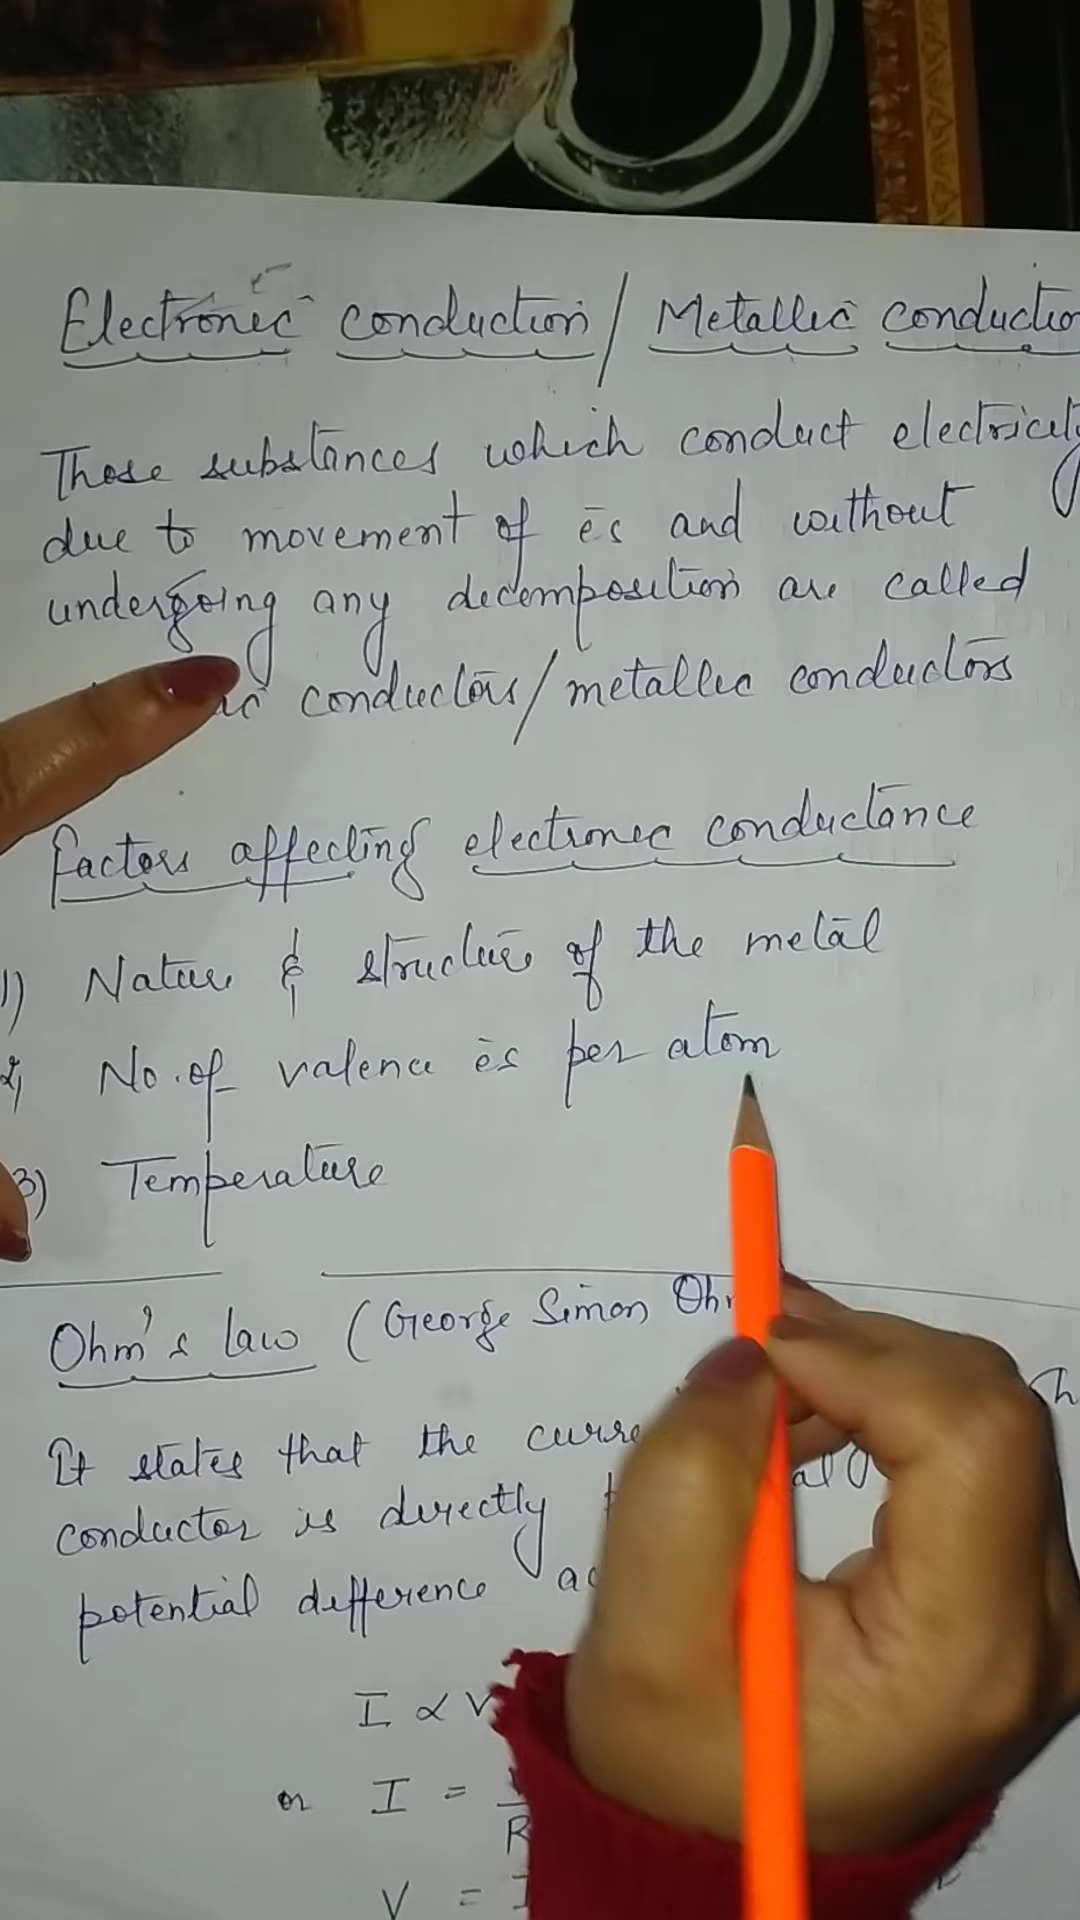 Electronic conduction / Metallic conductio
Those substances which conduct electricity
due to movement of ēs and without
undergoing any decomposition are called
ic conductors / metallic conductors
Factors affecting electronic conductance
1) Nature & structure of the metal
2) No. of valence ēs per atom
3) Temperature
Ohm's law (George Simon Ohm
It states that the curre
conductor is directly
potential difference ac
I ∝ V
or I =
R
V =